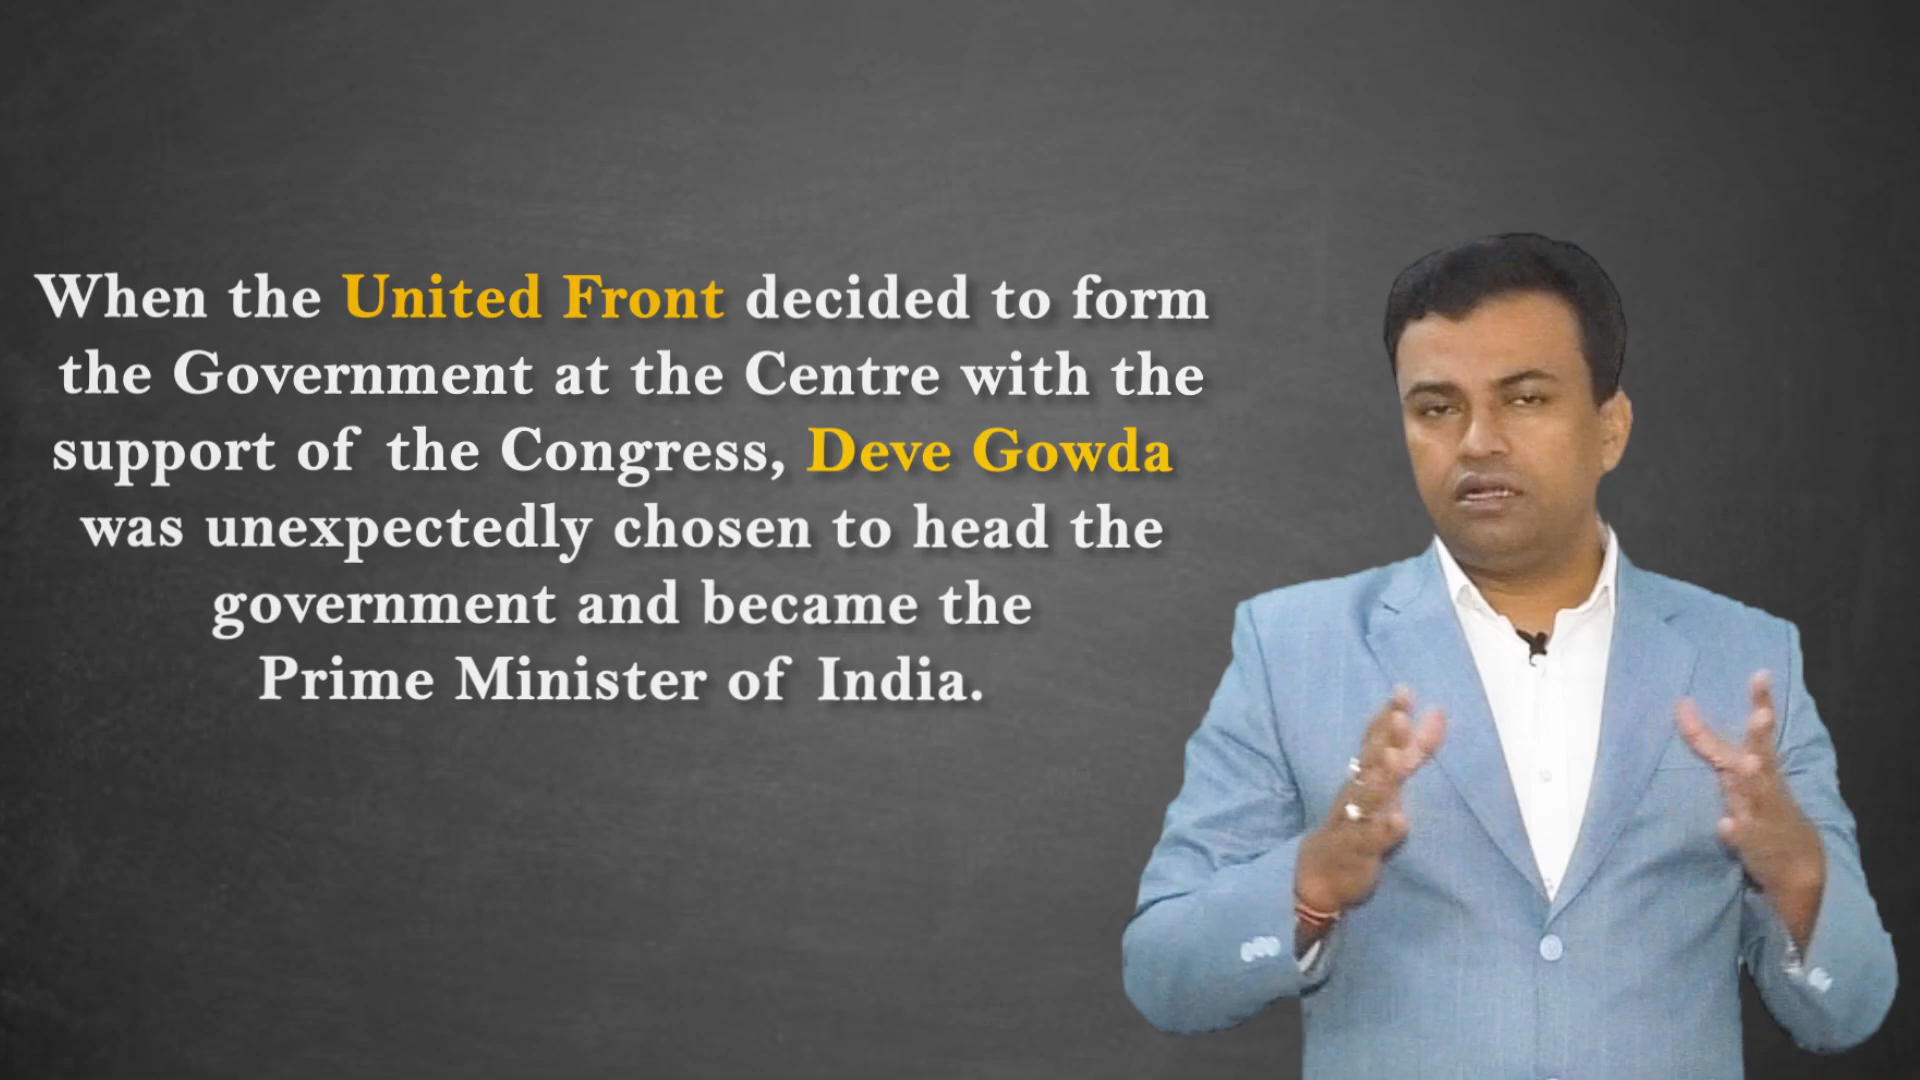 When the United Front decided to form
the Government at the Centre with the
support of the Congress, Deve Gowda
was unexpectedly chosen to head the
government and became the
Prime Minister of India.